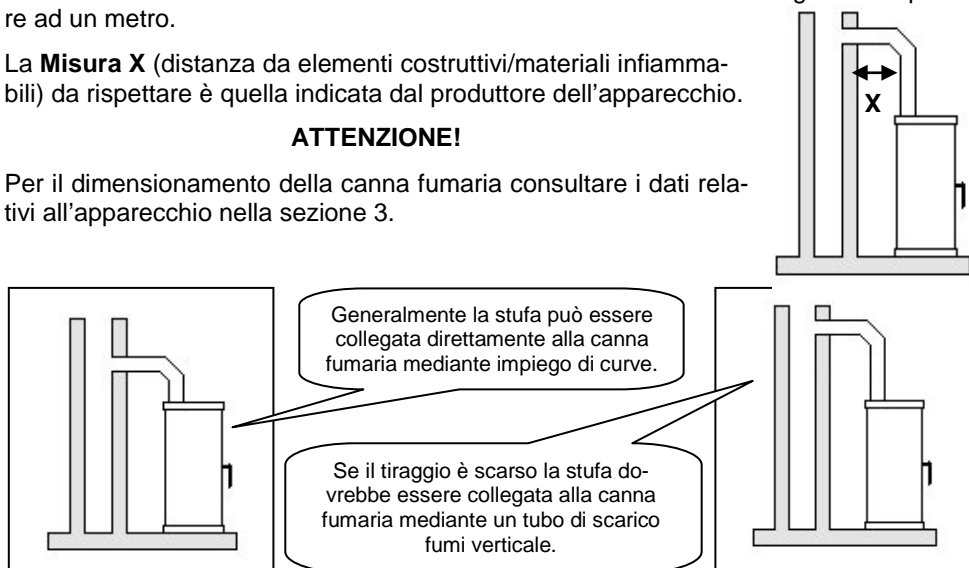 re ad un metro.
La Misura X (distanza da elementi costruttivi/materiali infiamma-
bili) da rispettare è quella indicata dal produttore dell'apparecchio.
ATTENZIONE!
Per il dimensionamento della canna fumaria consultare i dati rela-
tivi all'apparecchio nella sezione 3.
X
Generalmente la stufa può essere
collegata direttamente alla canna
fumaria mediante impiego di curve.
Se il tiraggio è scarso la stufa do-
vrebbe essere collegata alla canna
fumaria mediante un tubo di scarico
fumi verticale.